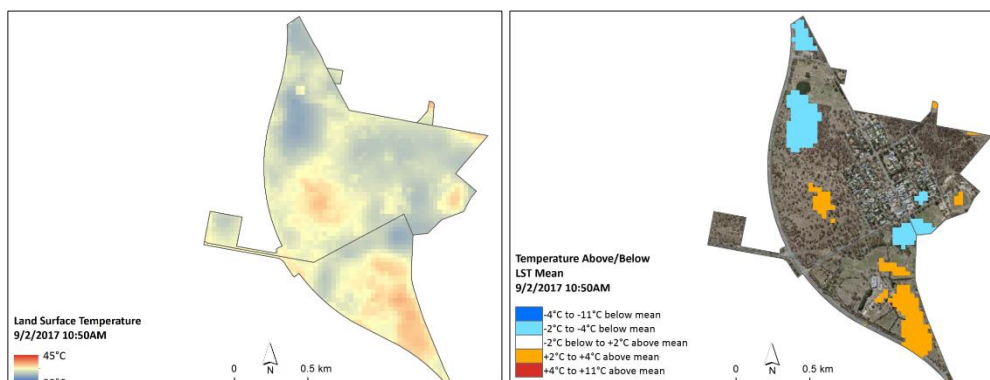 Land Surface Temperature
9/2/2017 10:50AM
45°C
N
0
0.5 km
Temperature Above/Below
LST Mean
9/2/2017 10:50AM
-4°C to -11°C below mean
-2°C to -4°C below mean
-2°C below to +2°C above mean
+2°C to +4°C above mean
+4°C to +11°C above mean
N
0
0.5 km